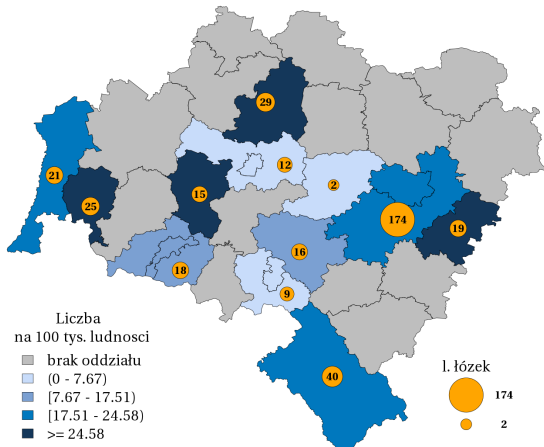 29
12
21
2
15
25
174
19
16
18
9
40
Liczba
na 100 tys. ludnosci
brak oddziału
(0 - 7.67)
[7.67 - 17.51)
[17.51 - 24.58)
>= 24.58
l. łózek
174
2